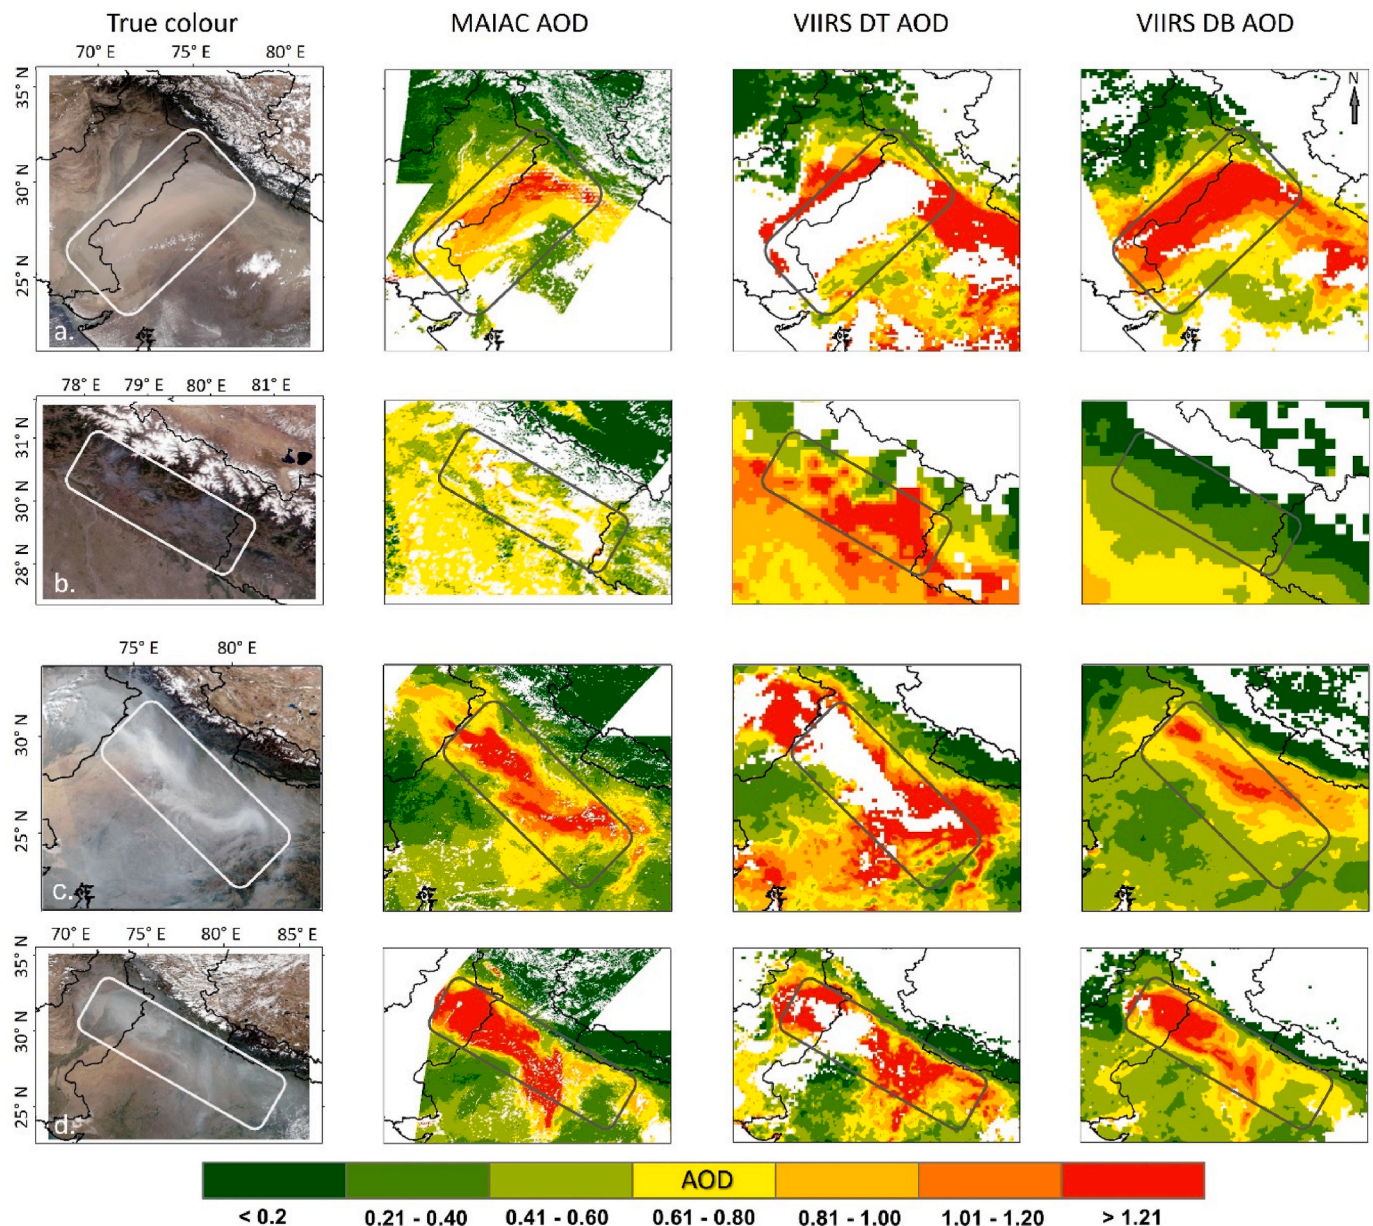 True colour MAIAC AOD VIIRS DT AOD VIIRS DB AOD
70° E 75° E 80° E
35° N
30° N
25° N
N
a.
78° E 79° E 80° E 81° E
31° N
30° N
28° N
b.
75° E 80° E
30° N
25° N
c.
70° E 75° E 80° E 85° E
35° N
30° N
25° N
d.
AOD
< 0.2 0.21 - 0.40 0.41 - 0.60 0.61 - 0.80 0.81 - 1.00 1.01 - 1.20 > 1.21